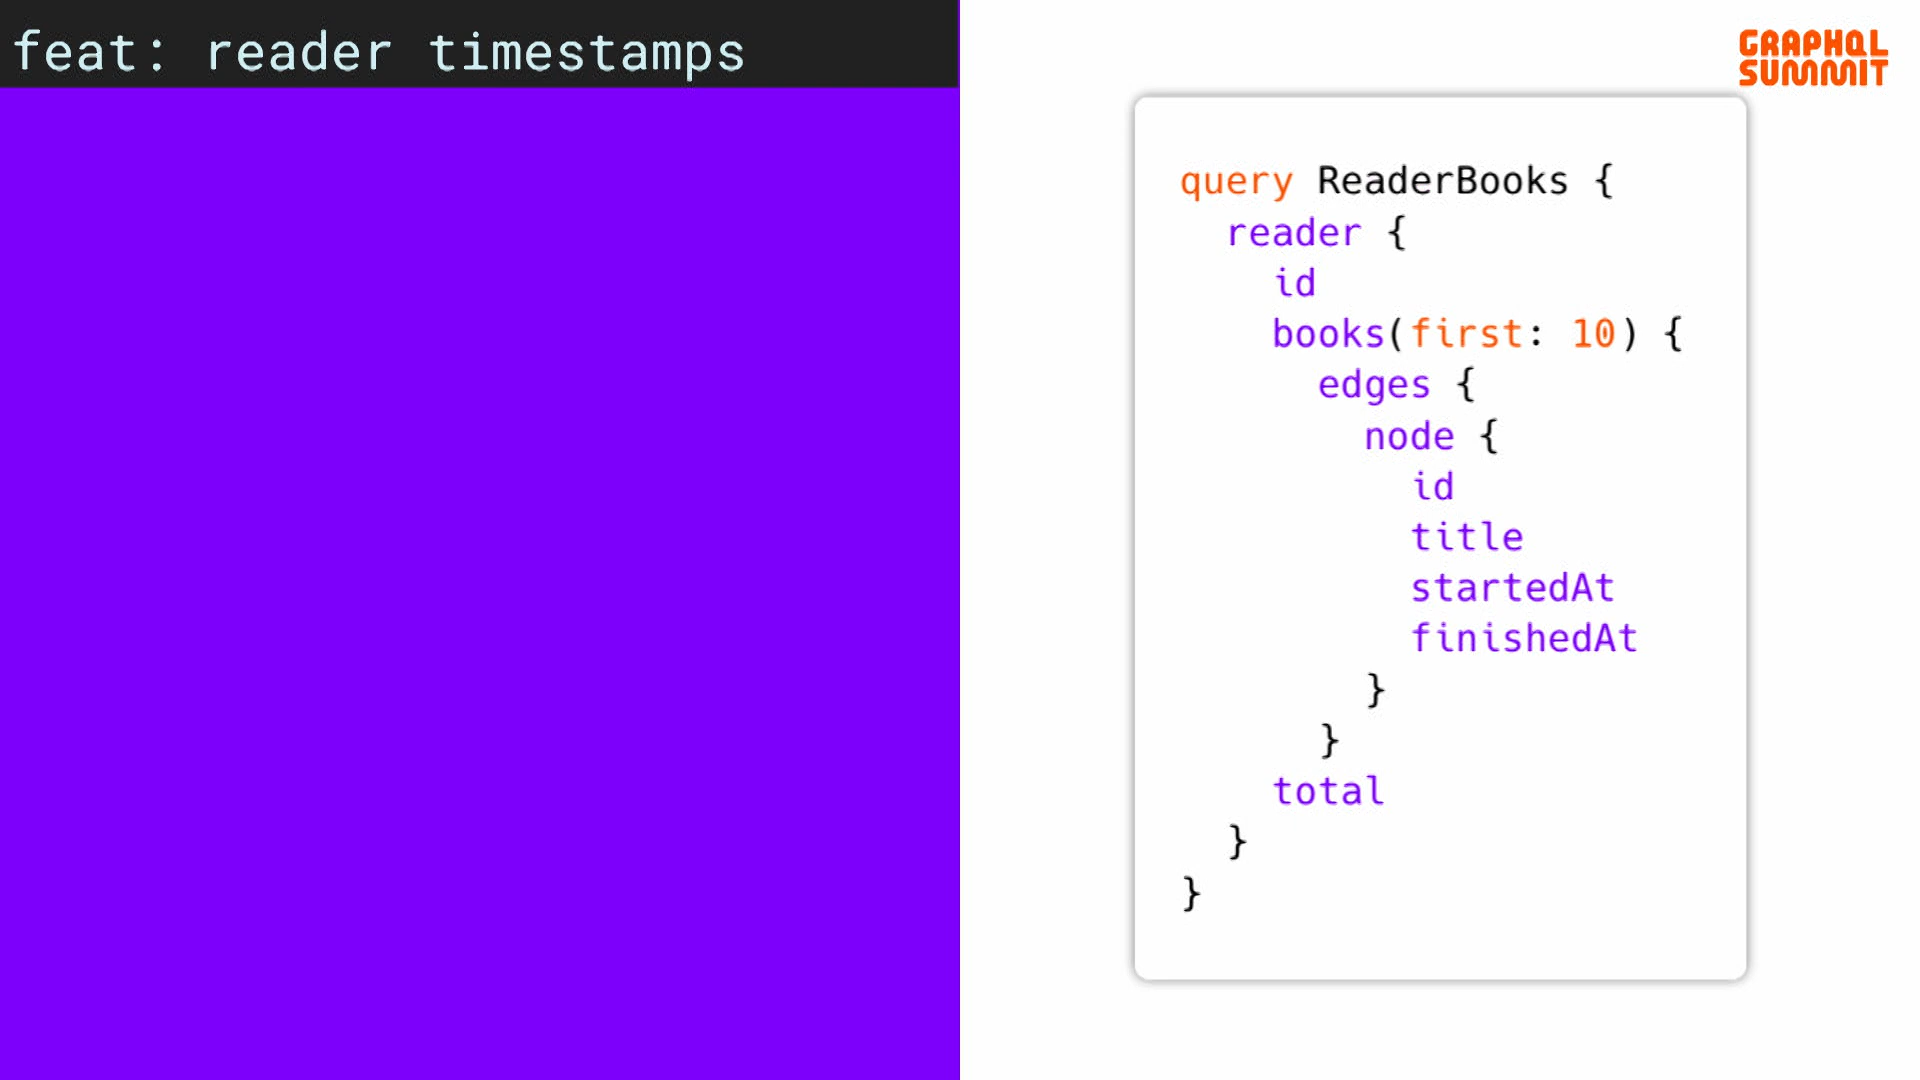 feat: reader timestamps
GRAPHQL
SUMMIT
query ReaderBooks {
  reader {
    id
    books(first: 10) {
      edges {
        node {
          id
          title
          startedAt
          finishedAt
        }
      }
    total
  }
}